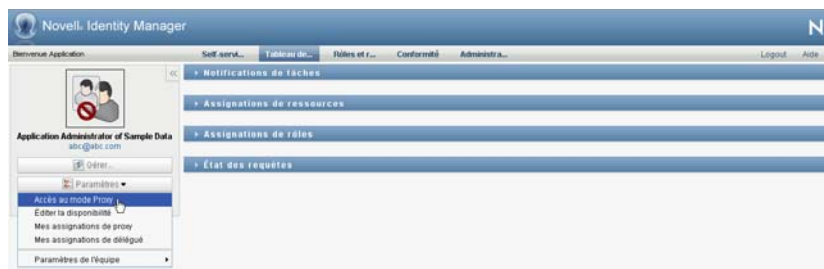 Novell® Identity Manager
N
Bienvenue Application
Self-servi... Tableau de... Rôles et r... Conformité Administra... Logout Aide
Notifications de tâches
Assignations de ressources
Assignations de rôles
État des requêtes
Application Administrator of Sample Data
abc@abc.com
Gérer...
Paramètres
Accès au mode Proxy
Éditer la disponibilité
Mes assignations de proxy
Mes assignations de délégué
Paramètres de l'équipe